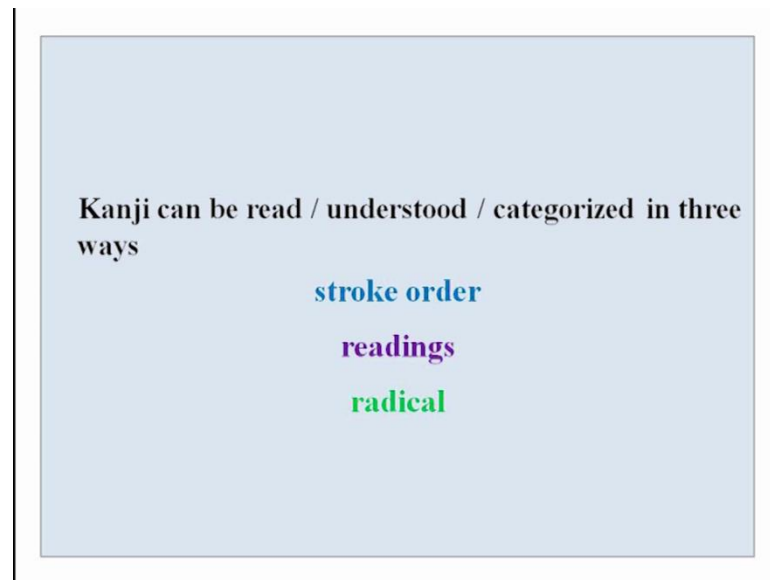 Kanji can be read / understood / categorized in three
ways
stroke order
readings
radical